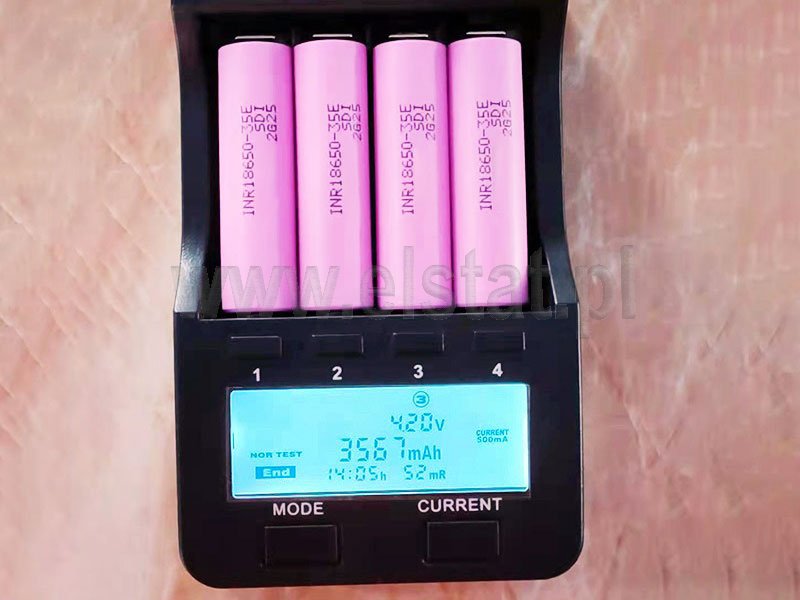 INR18650-35E
SDI
2G25
INR18650-35E
SDI
2G25
INR18650-35E
SDI
2G25
INR18650-35E
SDI
2G25
www.elstat.pl
1 2 3 4
3
4.20V
CURRENT
500mA
NOR TEST
3567mAh
End
14:05h 52mR
MODE CURRENT